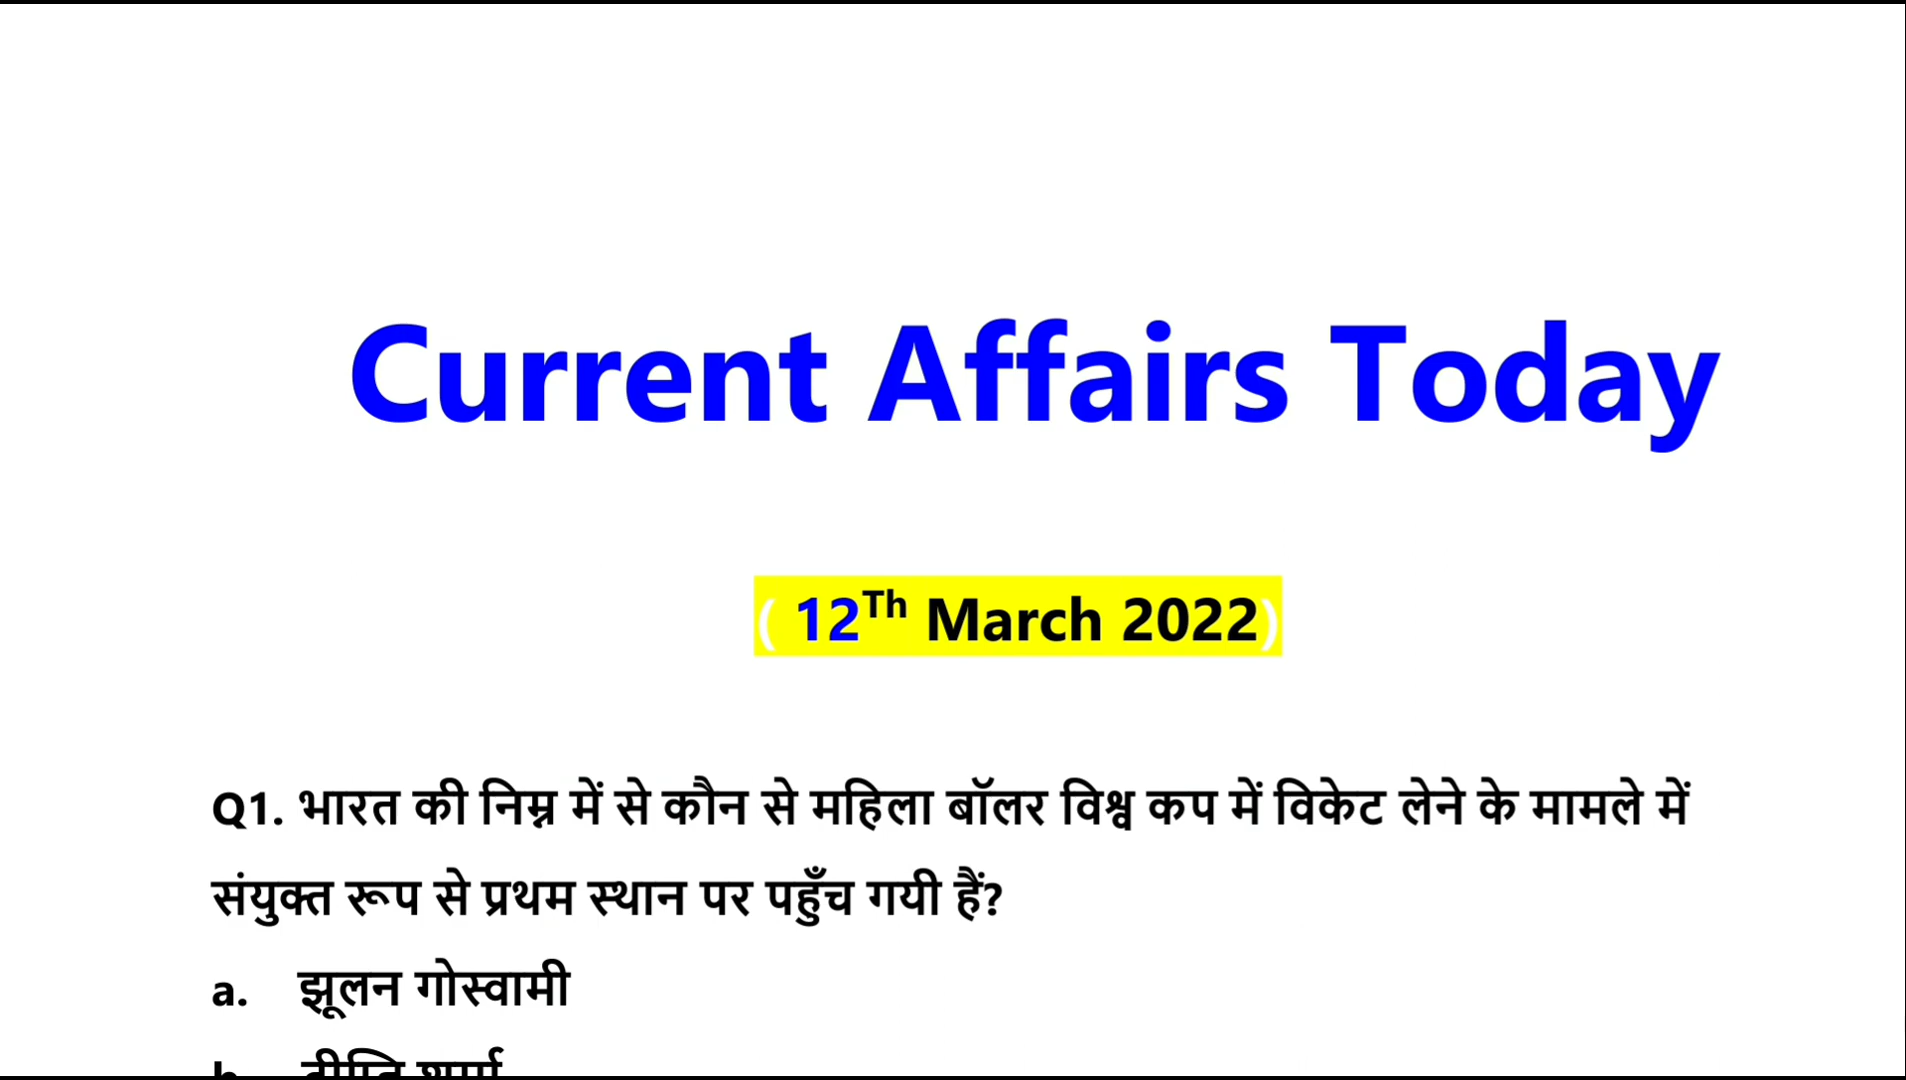 Current Affairs Today
( 12Th March 2022)
Q1. भारत की निम्न में से कौन से महिला बॉलर विश्व कप में विकेट लेने के मामले में
संयुक्त रूप से प्रथम स्थान पर पहुँच गयी हैं?
a. झूलन गोस्वामी